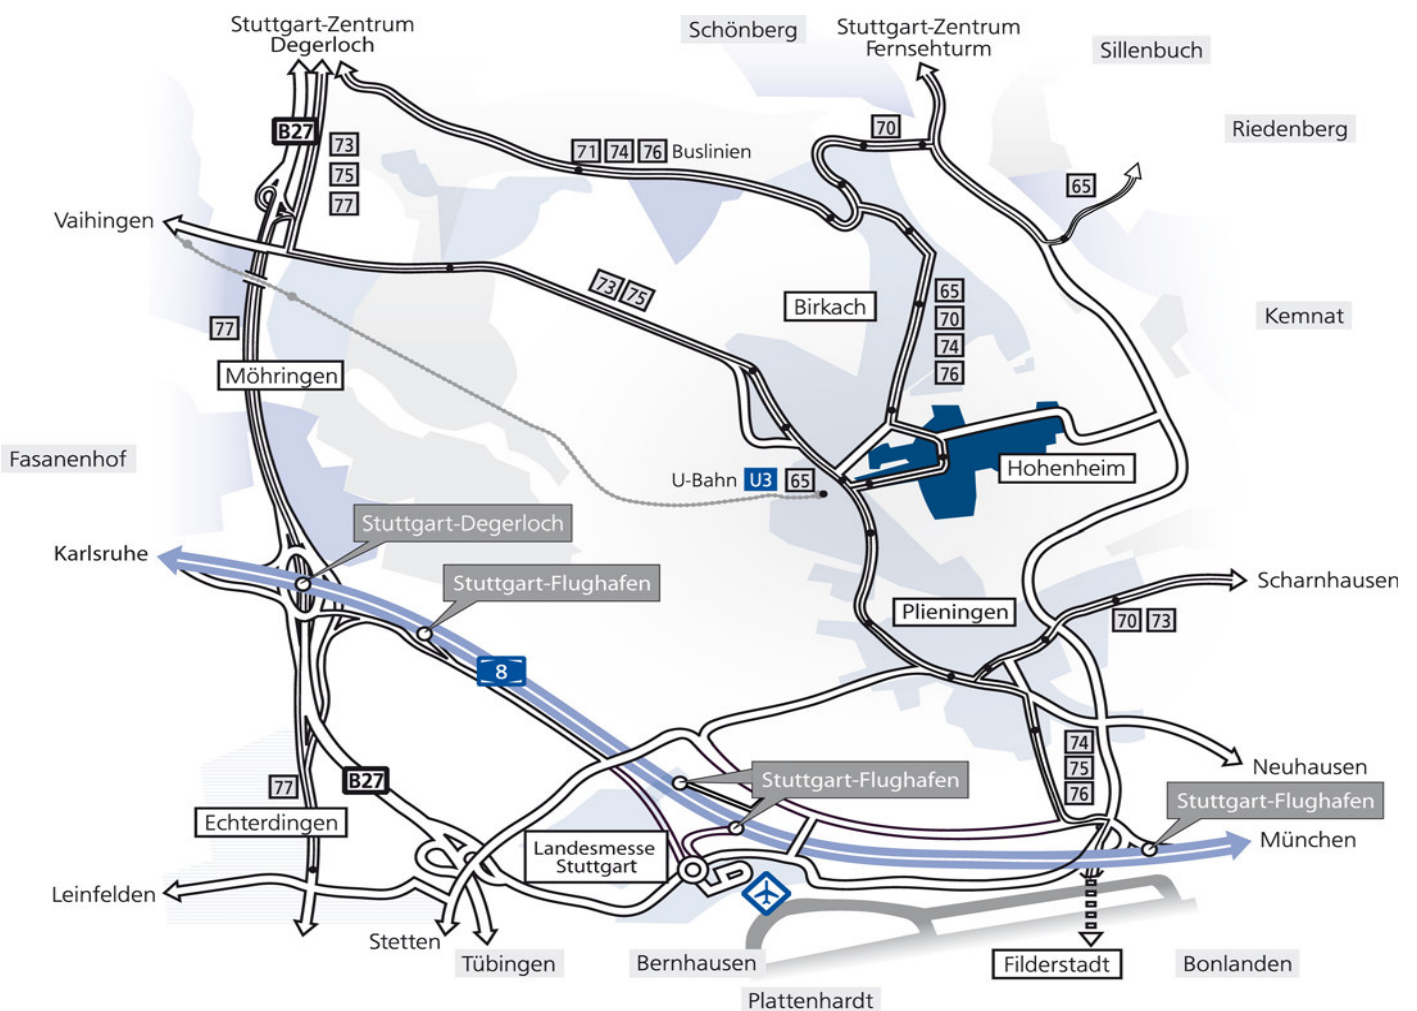 Stuttgart-Zentrum
Degerloch
Schönberg
Stuttgart-Zentrum
Fernsehturm
Sillenbuch
B27
73
75
77
71 74 76 Buslinien
70
Riedenberg
65
Vaihingen
73 75
Birkach
65
70
74
76
Kemnat
77
Möhringen
Fasanenhof
U-Bahn U3 65
Hohenheim
Stuttgart-Degerloch
Karlsruhe
Stuttgart-Flughafen
Scharnhausen
Plieningen
70 73
8
74
75
76
Neuhausen
77
B27
Stuttgart-Flughafen
Stuttgart-Flughafen
Echterdingen
Landesmesse
Stuttgart
München
Leinfelden
Stetten
Tübingen
Bernhausen
Filderstadt
Bonlanden
Plattenhardt